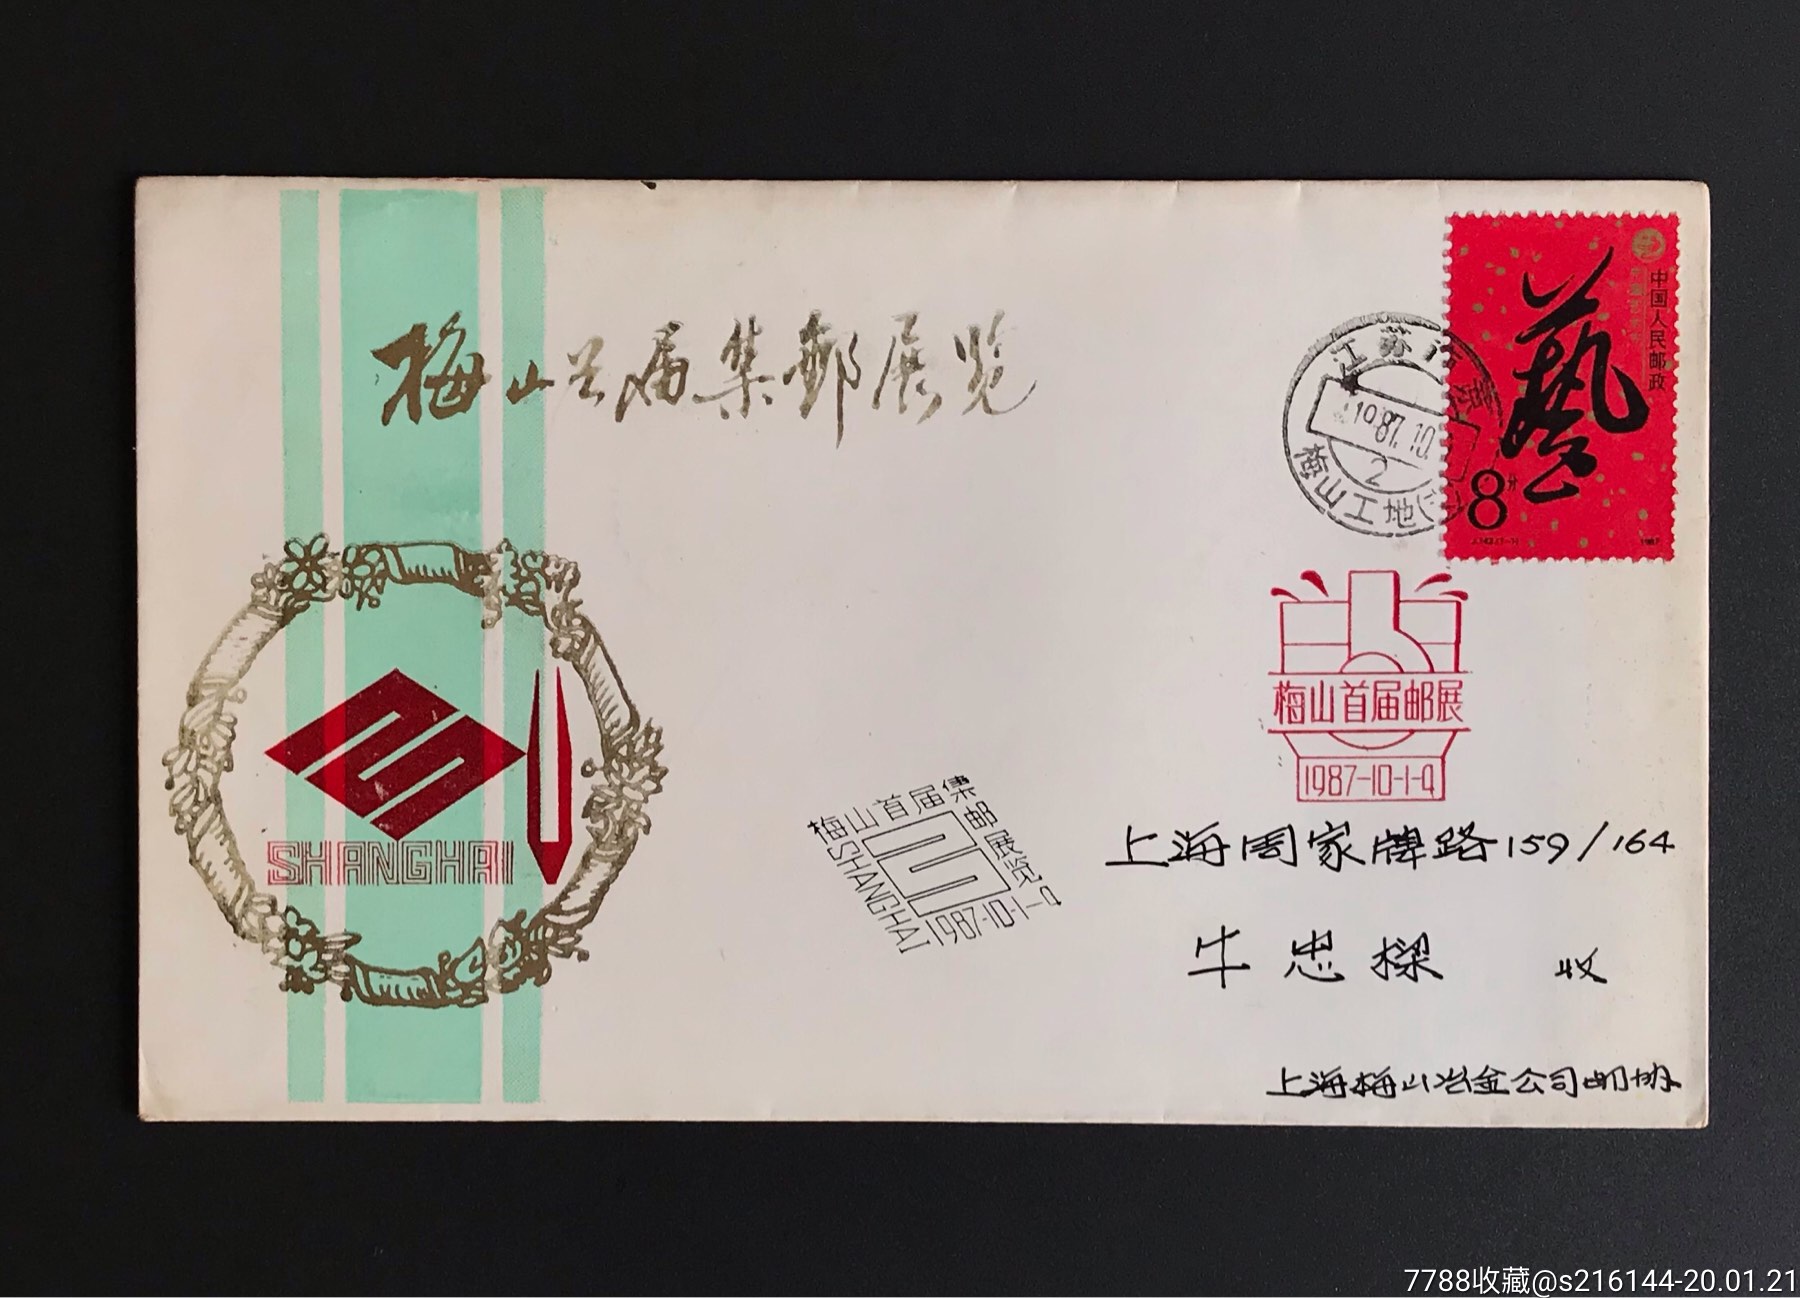 梅山首届集邮展览
中国人民邮政
藝
8分
1987
江苏江
1987.10.
2
梅山工地
梅山首届邮展
1987-10-1-9
SHANGHAI
梅山首届集邮展览
SHANGHAI
1987-10-1-9
上海周家牌路159/164
牛忠樑 收
上海梅山冶金公司邮协
7788收藏@s216144-20.01.21